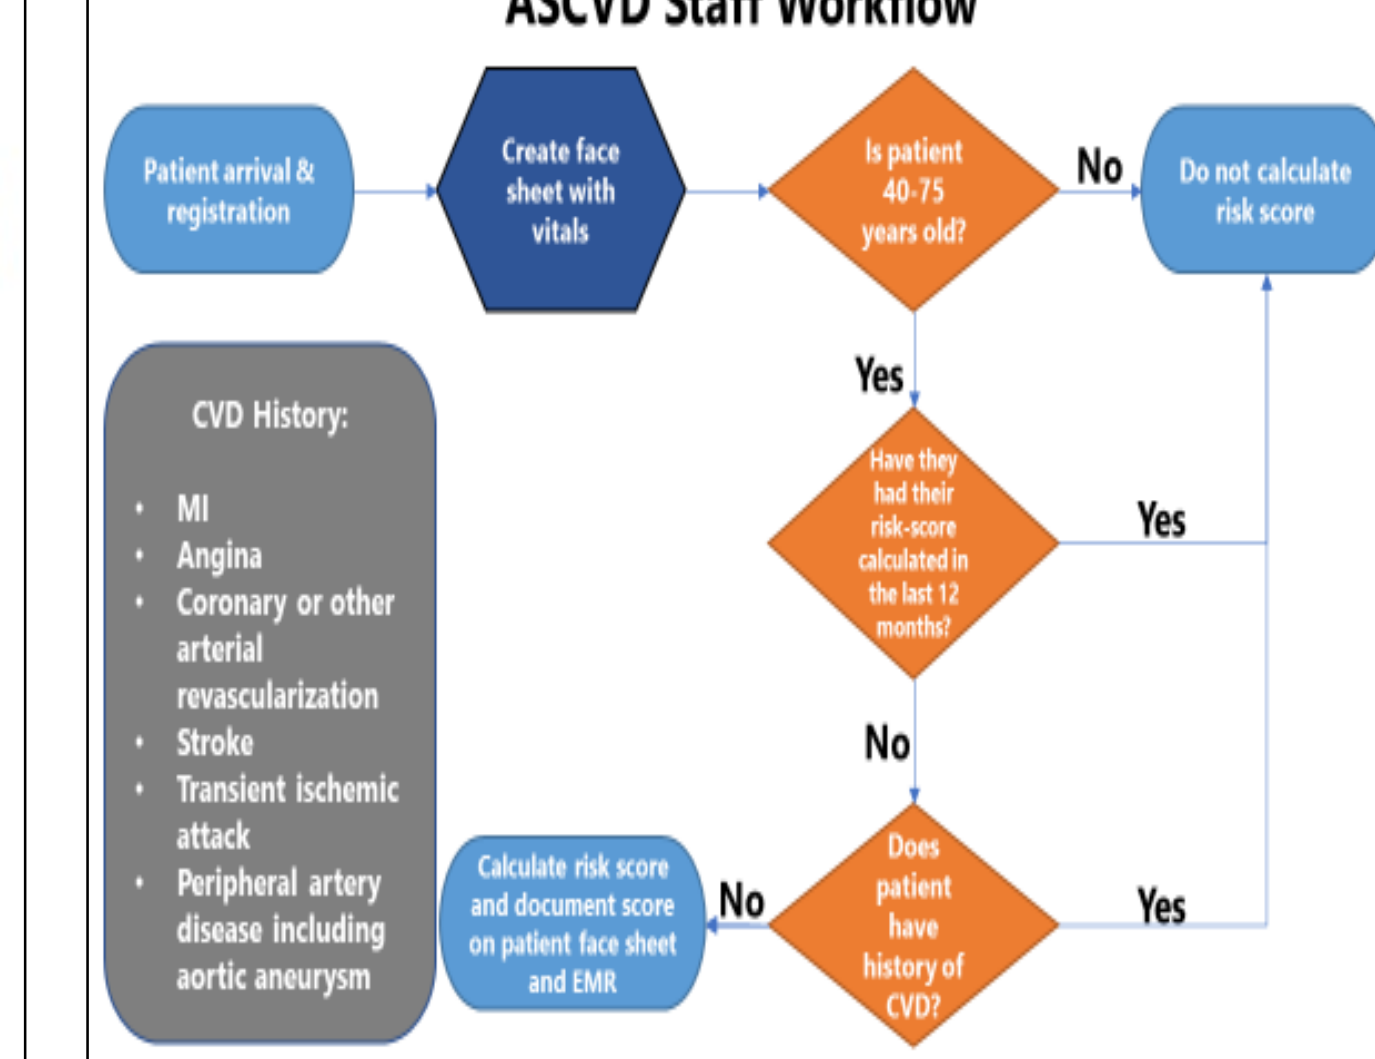 ASCVD Staff Workflow
Patient arrival &
registration
Create face
sheet with
vitals
Is patient
40-75
years old?
No
Do not calculate
risk score
Yes
CVD History:
• MI
• Angina
• Coronary or other
arterial
revascularization
• Stroke
• Transient ischemic
attack
• Peripheral artery
disease including
aortic aneurysm
Have they
had their
risk-score
calculated in
the last 12
months?
Yes
No
Does
patient
have
history of
CVD?
Yes
No
Calculate risk score
and document score
on patient face sheet
and EMR